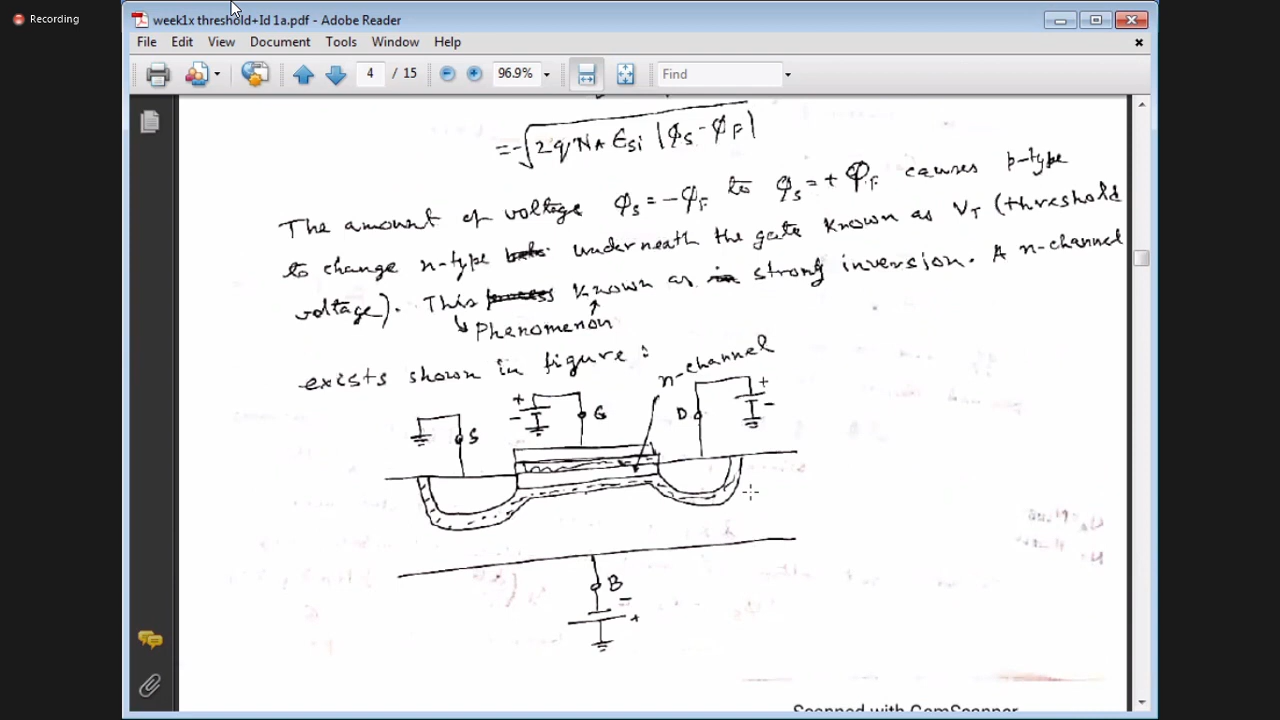 Recording
week1x threshold+Id 1a.pdf - Adobe Reader
File Edit View Document Tools Window Help
4 / 15 96.9% Find
= -√2qNA ESi |φS - φF|
The amount of voltage φS = -φF to φS = + φF causes p-type
to change n-type underneath the gate known as VT (threshold
voltage). This known as strong inversion. A n-channel
Phenomenon
exists shown in figure :
n-channel
+ - S G D + -
B
- +
Scanned with CamScanner